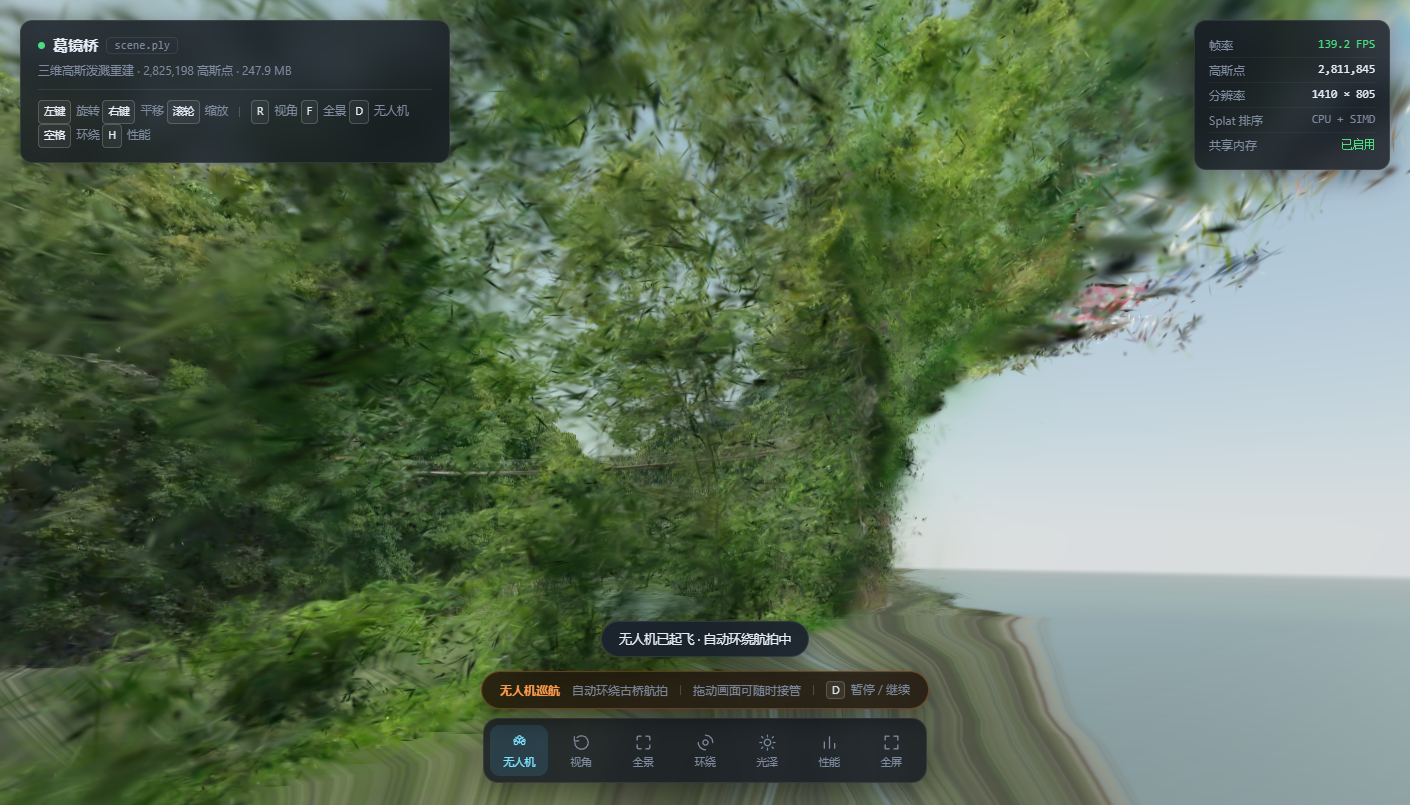 葛镜桥 scene.ply
三维高斯泼溅重建 · 2,825,198 高斯点 · 247.9 MB
左键 旋转 右键 平移 滚轮 缩放 | R 视角 F 全景 D 无人机
空格 环绕 H 性能
帧率 139.2 FPS
高斯点 2,811,845
分辨率 1410 × 805
Splat 排序 CPU + SIMD
共享内存 已启用
无人机已起飞 · 自动环绕航拍中
无人机巡航 自动环绕古桥航拍 | 拖动画面可随时接管 | D 暂停 / 继续
无人机 视角 全景 环绕 光泽 性能 全屏